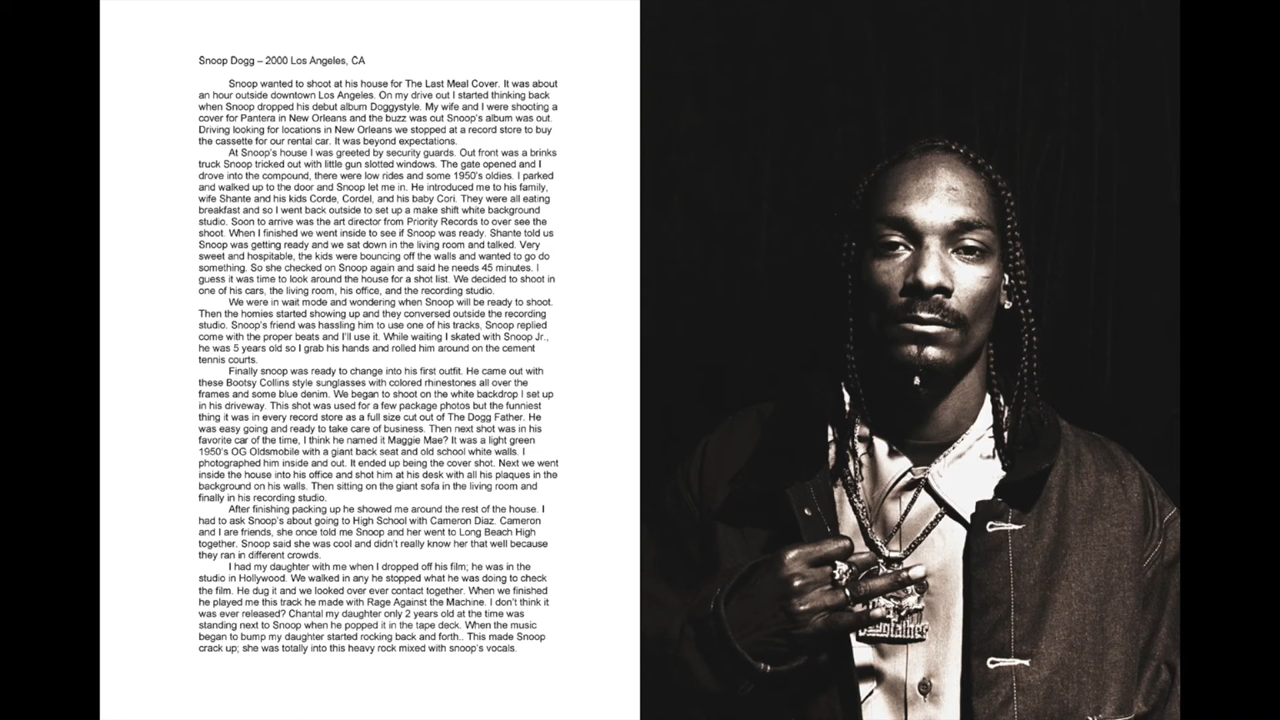 Snoop Dogg – 2000 Los Angeles, CA
Snoop wanted to shoot at his house for The Last Meal Cover. It was about
an hour outside downtown Los Angeles. On my drive out I started thinking back
when Snoop dropped his debut album Doggystyle. My wife and I were shooting a
cover for Pantera in New Orleans and the buzz was out Snoop's album was out.
Driving looking for locations in New Orleans we stopped at a record store to buy
the cassette for our rental car. It was beyond expectations.
At Snoop's house I was greeted by security guards. Out front was a brinks
truck Snoop tricked out with little gun slotted windows. The gate opened and I
drove into the compound, there were low rides and some 1950's oldies. I parked
and walked up to the door and Snoop let me in. He introduced me to his family,
wife Shante and his kids Corde, Cordel, and his baby Cori. They were all eating
breakfast and so I went back outside to set up a make shift white background
studio. Soon to arrive was the art director from Priority Records to over see the
shoot. When I finished we went inside to see if Snoop was ready. Shante told us
Snoop was getting ready and we sat down in the living room and talked. Very
sweet and hospitable, the kids were bouncing off the walls and wanted to go do
something. So she checked on Snoop again and said he needs 45 minutes. I
guess it was time to look around the house for a shot list. We decided to shoot in
one of his cars, the living room, his office, and the recording studio.
We were in wait mode and wondering when Snoop will be ready to shoot.
Then the homies started showing up and they conversed outside the recording
studio. Snoop's friend was hassling him to use one of his tracks, Snoop replied
come with the proper beats and I'll use it. While waiting I skated with Snoop Jr.,
he was 5 years old so I grab his hands and rolled him around on the cement
tennis courts.
Finally snoop was ready to change into his first outfit. He came out with
these Bootsy Collins style sunglasses with colored rhinestones all over the
frames and some blue denim. We began to shoot on the white backdrop I set up
in his driveway. This shot was used for a few package photos but the funniest
thing it was in every record store as a full size cut out of The Dogg Father. He
was easy going and ready to take care of business. Then next shot was in his
favorite car of the time, I think he named it Maggie Mae? It was a light green
1950's OG Oldsmobile with a giant back seat and old school white walls. I
photographed him inside and out. It ended up being the cover shot. Next we went
inside the house into his office and shot him at his desk with all his plaques in the
background on his walls. Then sitting on the giant sofa in the living room and
finally in his recording studio.
After finishing packing up he showed me around the rest of the house. I
had to ask Snoop's about going to High School with Cameron Diaz. Cameron
and I are friends, she once told me Snoop and her went to Long Beach High
together. Snoop said she was cool and didn't really know her that well because
they ran in different crowds.
I had my daughter with me when I dropped off his film; he was in the
studio in Hollywood. We walked in any he stopped what he was doing to check
the film. He dug it and we looked over ever contact together. When we finished
he played me this track he made with Rage Against the Machine. I don't think it
was ever released? Chantal my daughter only 2 years old at the time was
standing next to Snoop when he popped it in the tape deck. When the music
began to bump my daughter started rocking back and forth.. This made Snoop
crack up; she was totally into this heavy rock mixed with snoop's vocals.